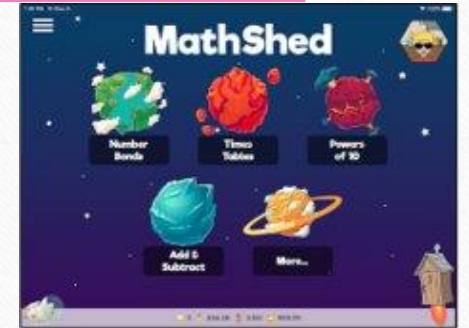 MathShed
Number
Bonds
Times
Tables
Powers
of 10
Add &
Subtract
More...